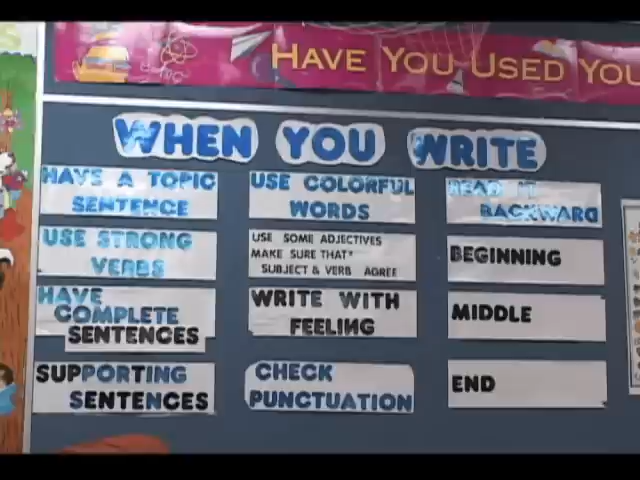 HAVE YOU USED YOU
WHEN YOU WRITE
HAVE A TOPIC
SENTENCE
USE STRONG
VERBS
HAVE
COMPLETE
SENTENCES
SUPPORTING
SENTENCES
USE COLORFUL
WORDS
USE SOME ADJECTIVES
MAKE SURE THAT
SUBJECT & VERB AGREE
WRITE WITH
FEELING
CHECK
PUNCTUATION
READ IT
BACKWARD
BEGINNING
MIDDLE
END